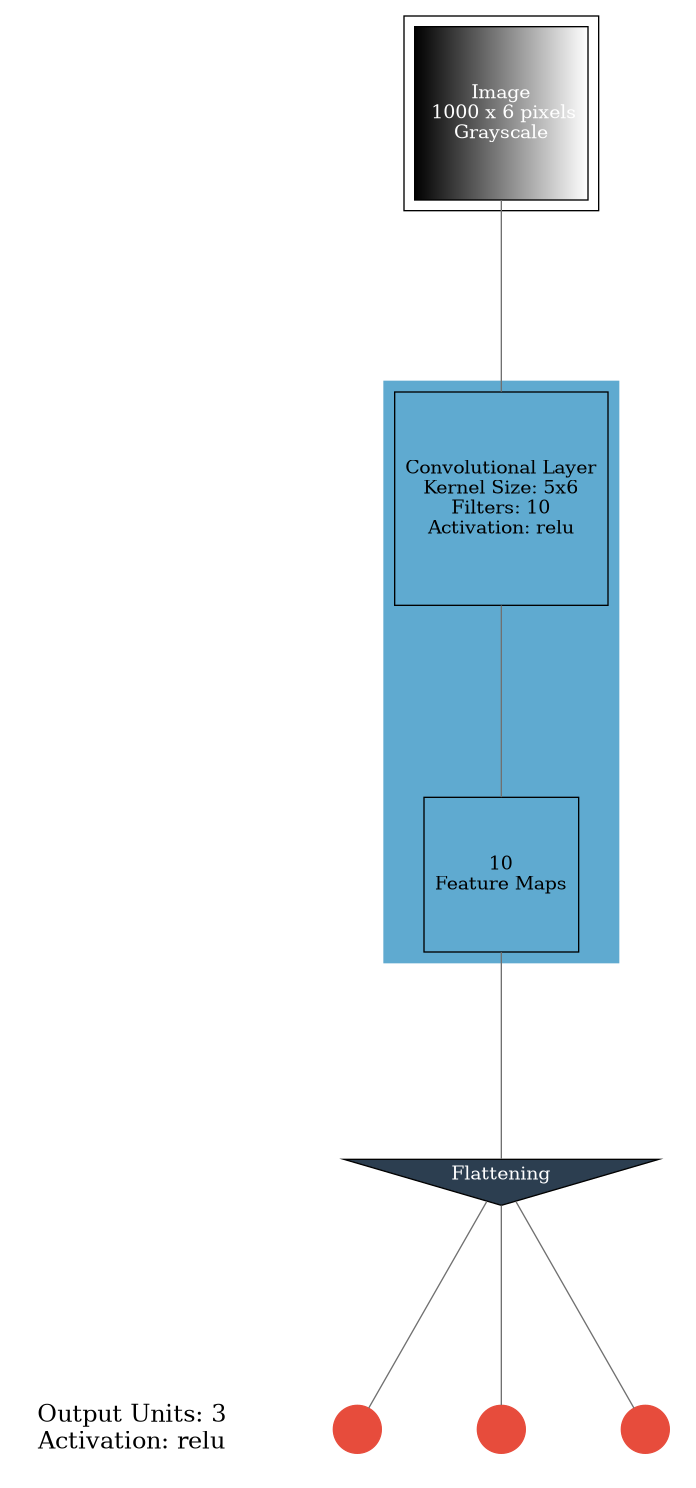 Image
1000 x 6 pixels
Grayscale
Convolutional Layer
Kernel Size: 5x6
Filters: 10
Activation: relu
10
Feature Maps
Flattening
Output Units: 3
Activation: relu